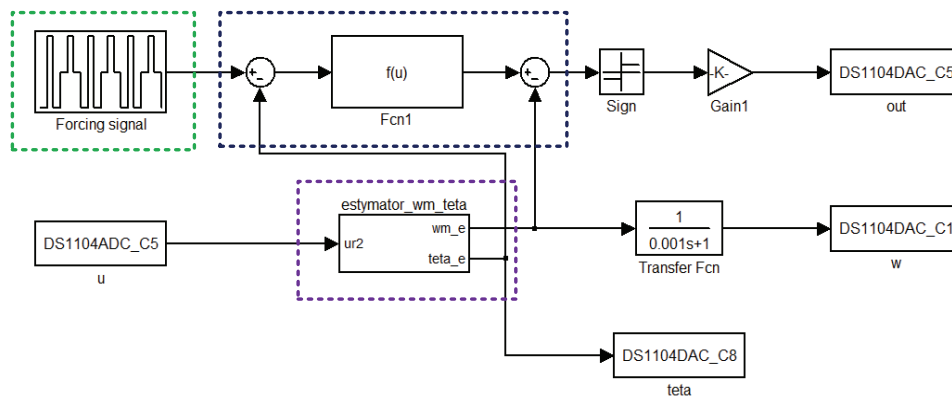 +
-
f(u)
+
-
-K-
DS1104DAC_C5
Forcing signal
Fcn1
Sign
Gain1
out
estymator_wm_teta
DS1104ADC_C5
ur2
wm_e
teta_e
1
0.001s+1
DS1104DAC_C1
u
Transfer Fcn
w
DS1104DAC_C8
teta